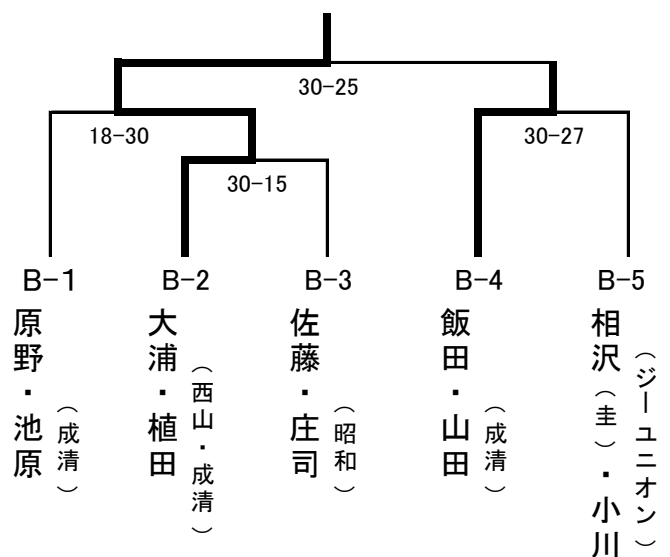 30-25
18-30
30-27
30-15
B-1
B-2
B-3
B-4
B-5
原野・池原
（成清）
大浦・植田
（西山・成清）
佐藤・庄司
（昭和）
飯田・山田
（成清）
相沢（圭）・小川
（ジーユニオン）